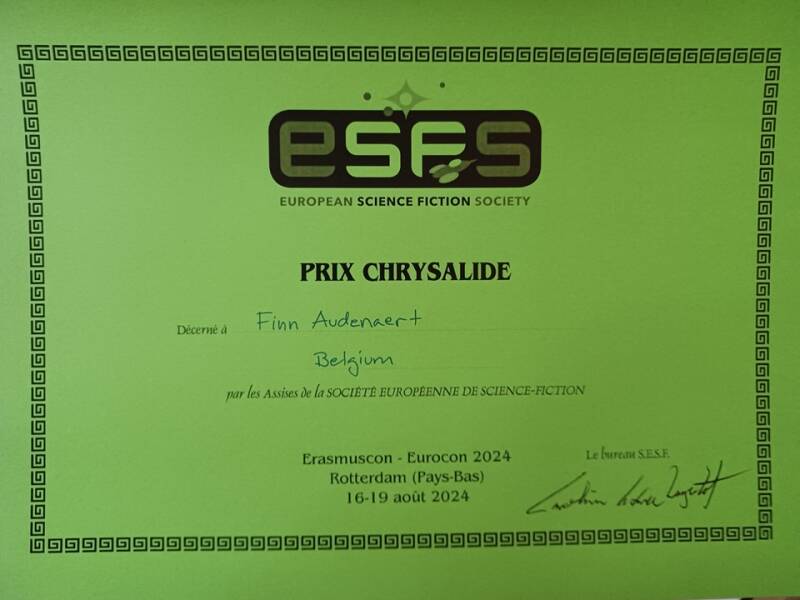 esfs
EUROPEAN SCIENCE FICTION SOCIETY
PRIX CHRYSALIDE
Décerné à Finn Audenaert
Belgium
par les Assises de la SOCIÉTÉ EUROPÉENNE DE SCIENCE-FICTION
Erasmuscon - Eurocon 2024
Rotterdam (Pays-Bas)
16-19 août 2024
Le bureau S.E.S.F.